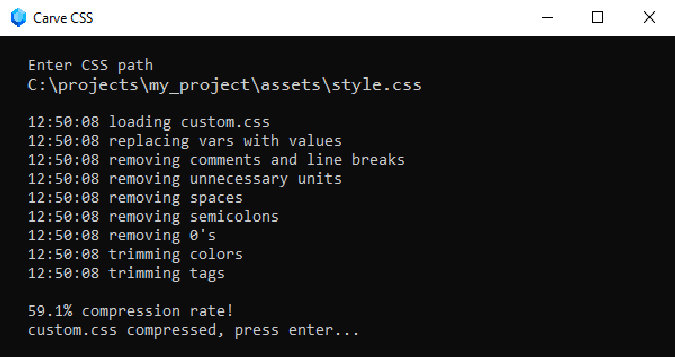 Carve CSS
Enter CSS path
C:\projects\my_project\assets\style.css
12:50:08 loading custom.css
12:50:08 replacing vars with values
12:50:08 removing comments and line breaks
12:50:08 removing unnecessary units
12:50:08 removing spaces
12:50:08 removing semicolons
12:50:08 removing 0's
12:50:08 trimming colors
12:50:08 trimming tags
59.1% compression rate!
custom.css compressed, press enter...